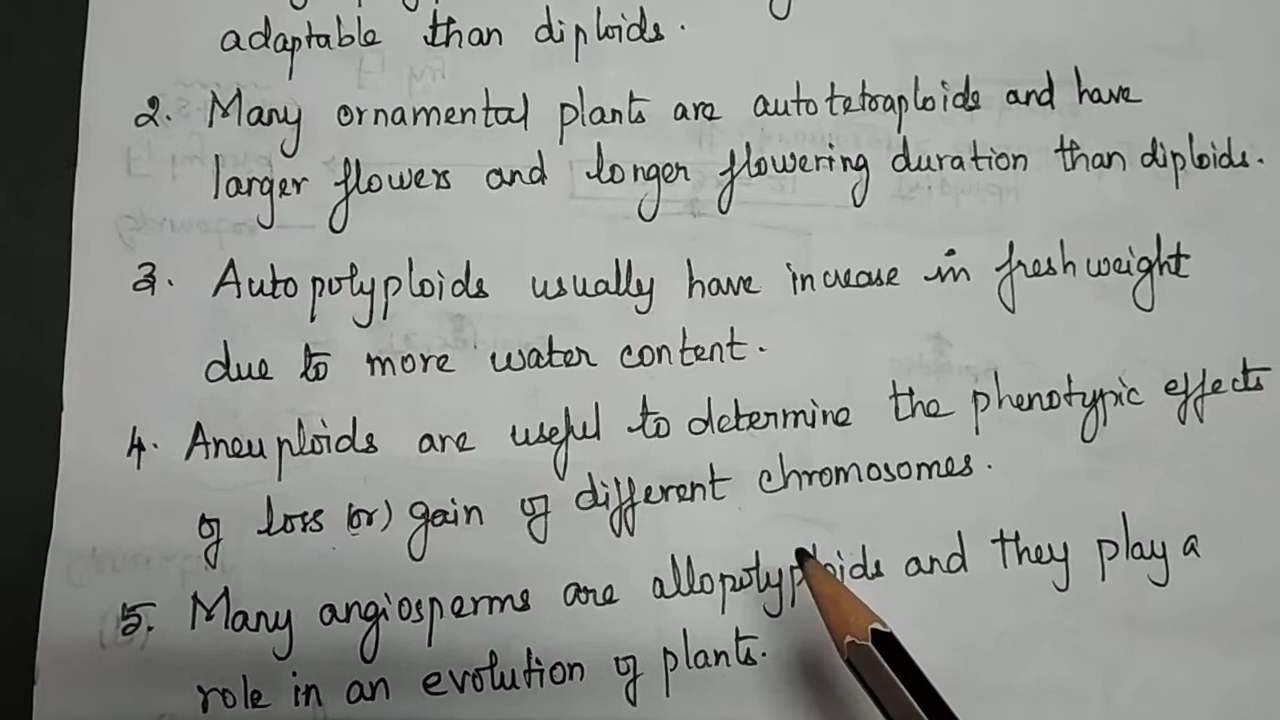 adaptable than diploids.
2. Many ornamental plants are autotetraploids and have
larger flowers and longer flowering duration than diploids.
3. Autopolyploids usually have increase in fresh weight
due to more water content.
4. Aneuploids are useful to determine the phenotypic effects
of loss (or) gain of different chromosomes.
5. Many angiosperms are allopolyploids and they play a
role in an evolution of plants.